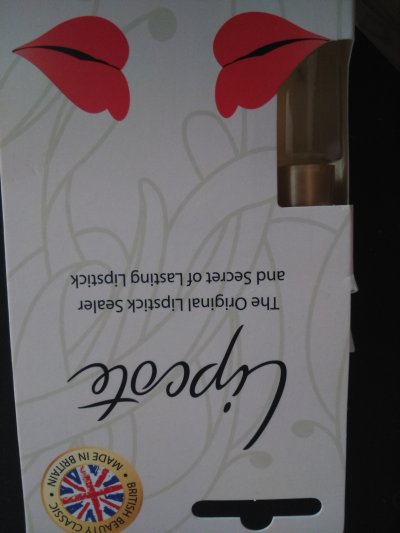 Lipcote
The Original Lipstick Sealer
and Secret of Lasting Lipstick
BRITISH BEAUTY CLASSIC • MADE IN BRITAIN •